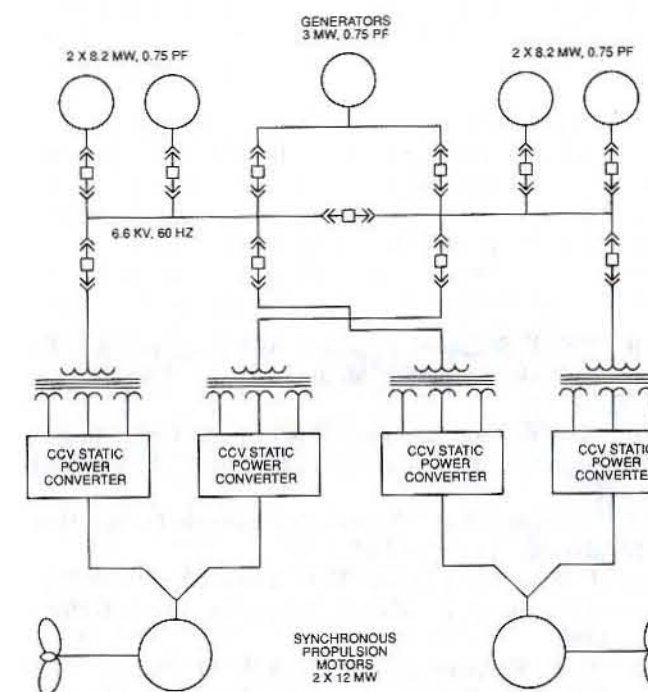 GENERATORS
3 MW, 0.75 PF
2 X 8.2 MW, 0.75 PF
2 X 8.2 MW, 0.75 PF
6.6 KV, 60 HZ
CCV STATIC
POWER
CONVERTER
CCV STATIC
POWER
CONVERTER
CCV STATIC
POWER
CONVERTER
CCV STATIC
POWER
CONVERTE
SYNCHRONOUS
PROPULSION
MOTORS
2 X 12 MW